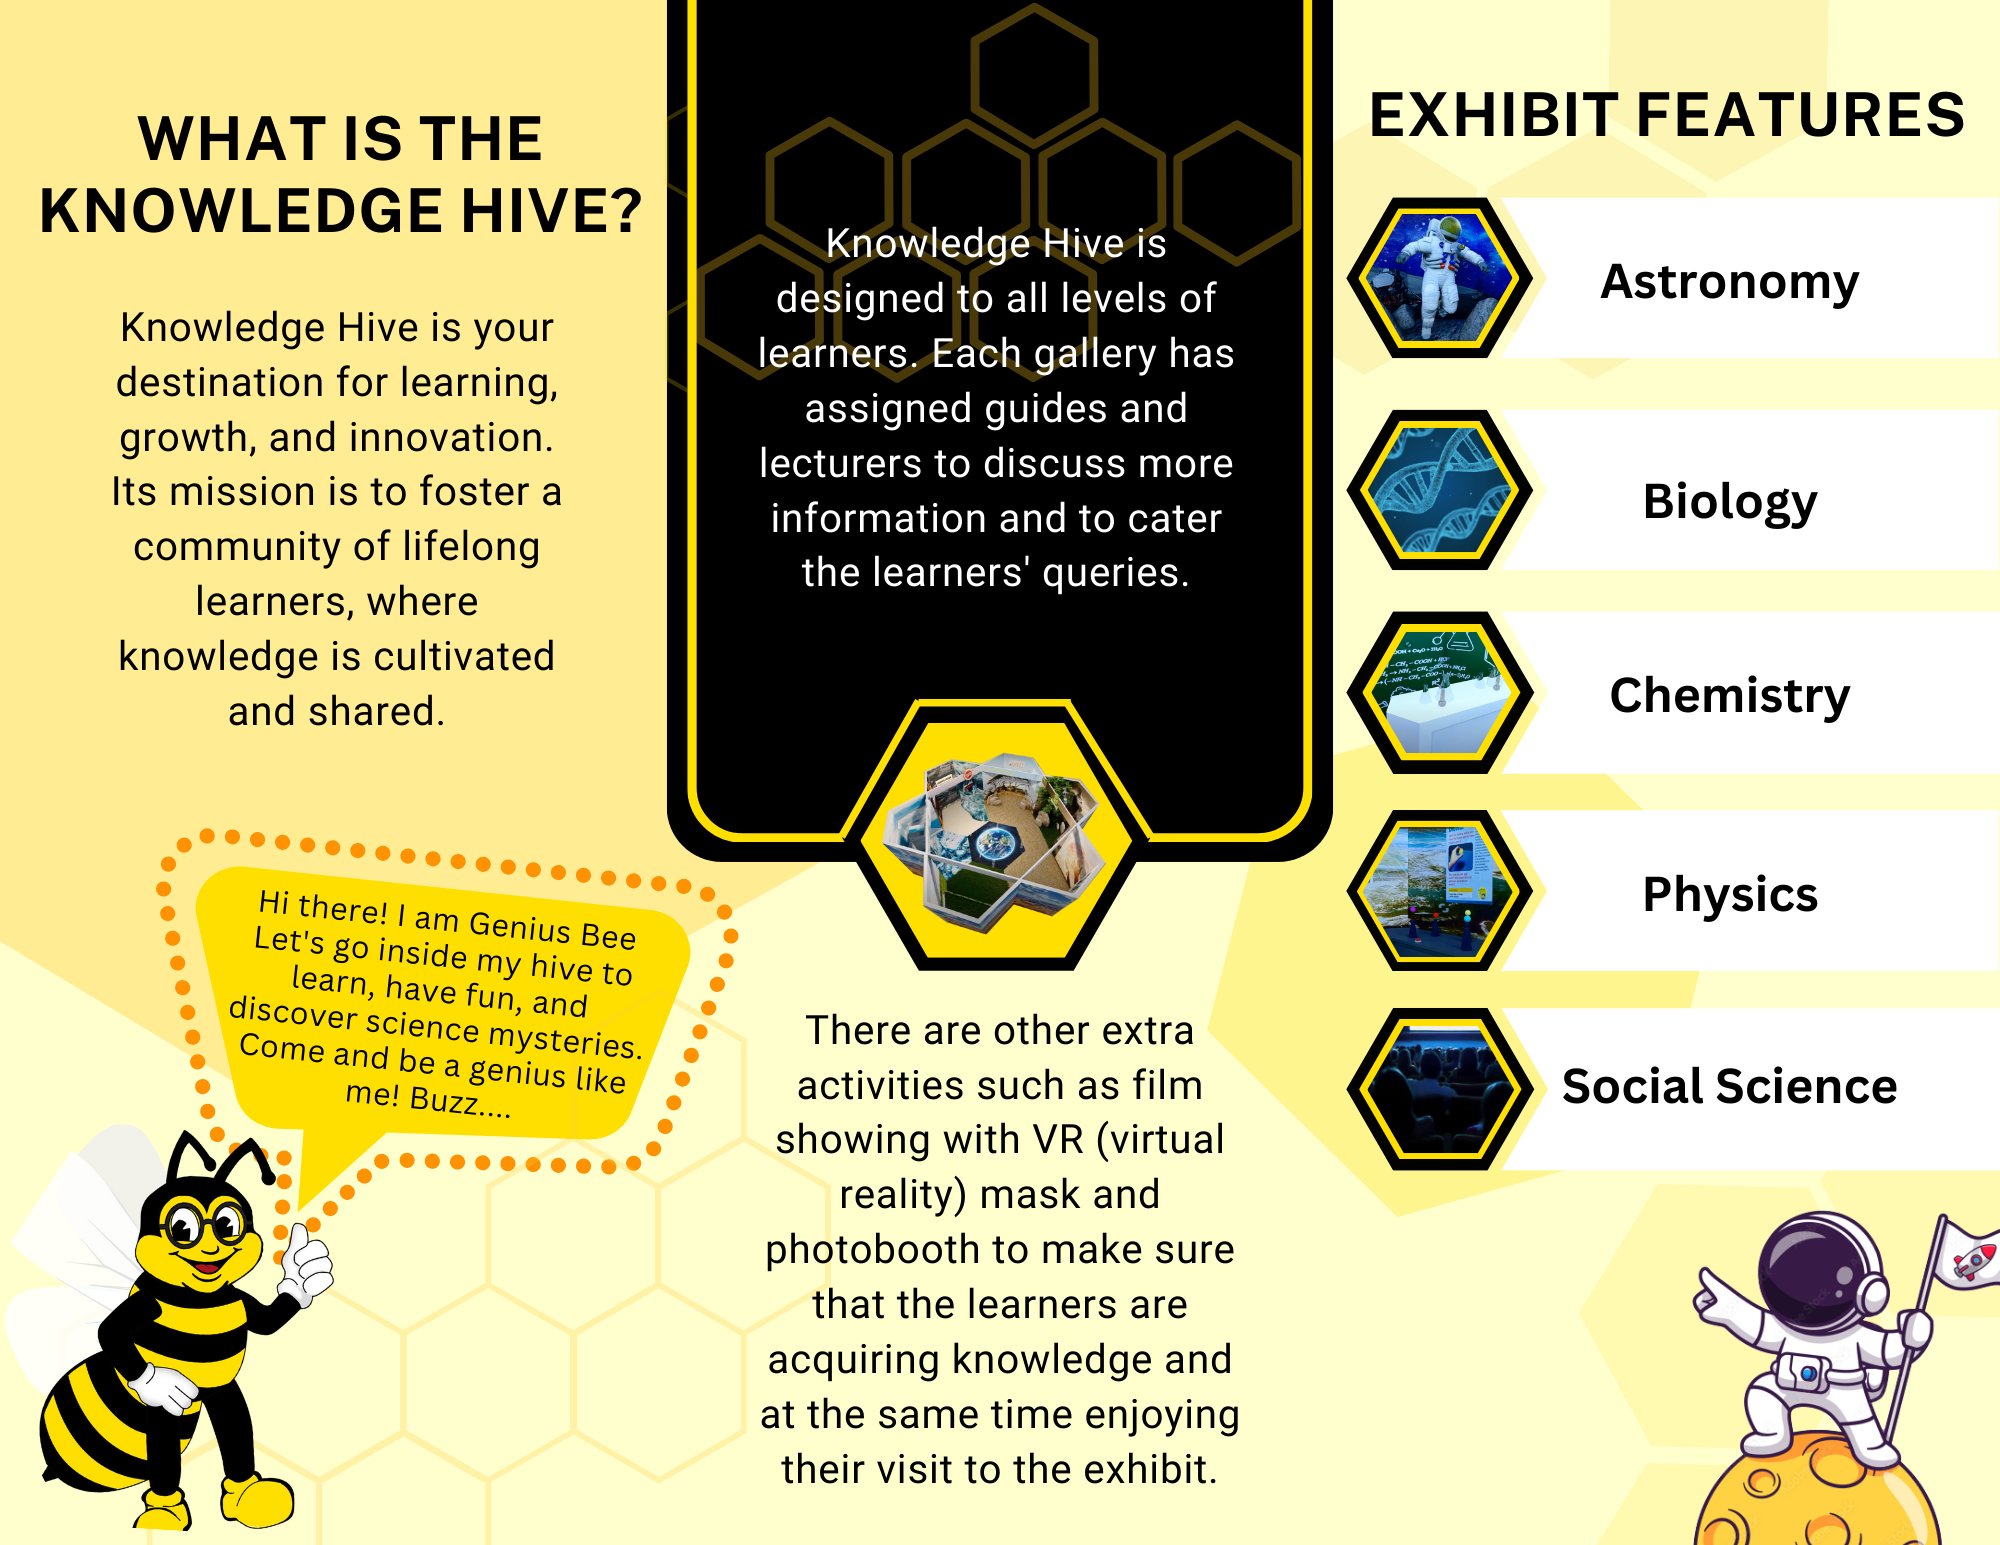 WHAT IS THE
KNOWLEDGE HIVE?
Knowledge Hive is your
destination for learning,
growth, and innovation.
Its mission is to foster a
community of lifelong
learners, where
knowledge is cultivated
and shared.
Hi there! I am Genius Bee
Let's go inside my hive to
learn, have fun, and
discover science mysteries.
Come and be a genius like
me! Buzz....
Knowledge Hive is
designed to all levels of
learners. Each gallery has
assigned guides and
lecturers to discuss more
information and to cater
the learners' queries.
There are other extra
activities such as film
showing with VR (virtual
reality) mask and
photobooth to make sure
that the learners are
acquiring knowledge and
at the same time enjoying
their visit to the exhibit.
EXHIBIT FEATURES
Astronomy
Biology
Chemistry
Physics
Social Science